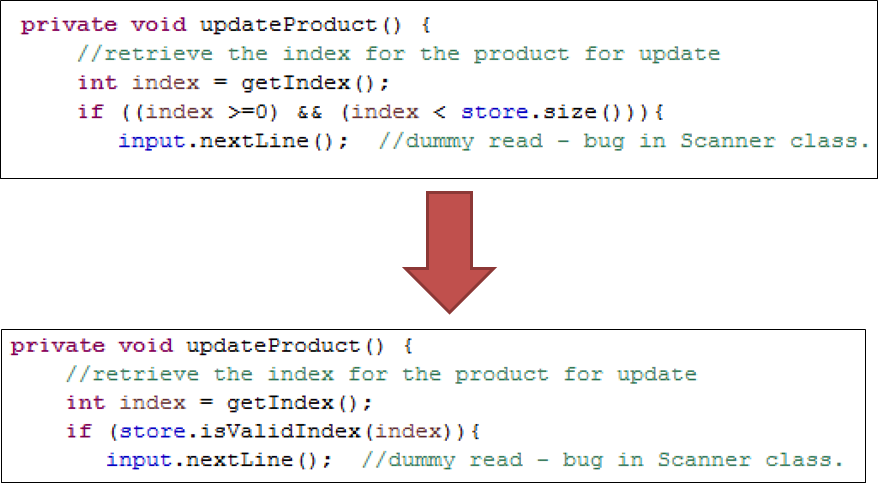 private void updateProduct() {
//retrieve the index for the product for update
int index = getIndex();
if ((index >=0) && (index < store.size())){
input.nextLine();  //dummy read - bug in Scanner class.
private void updateProduct() {
//retrieve the index for the product for update
int index = getIndex();
if (store.isValidIndex(index)){
input.nextLine();  //dummy read - bug in Scanner class.